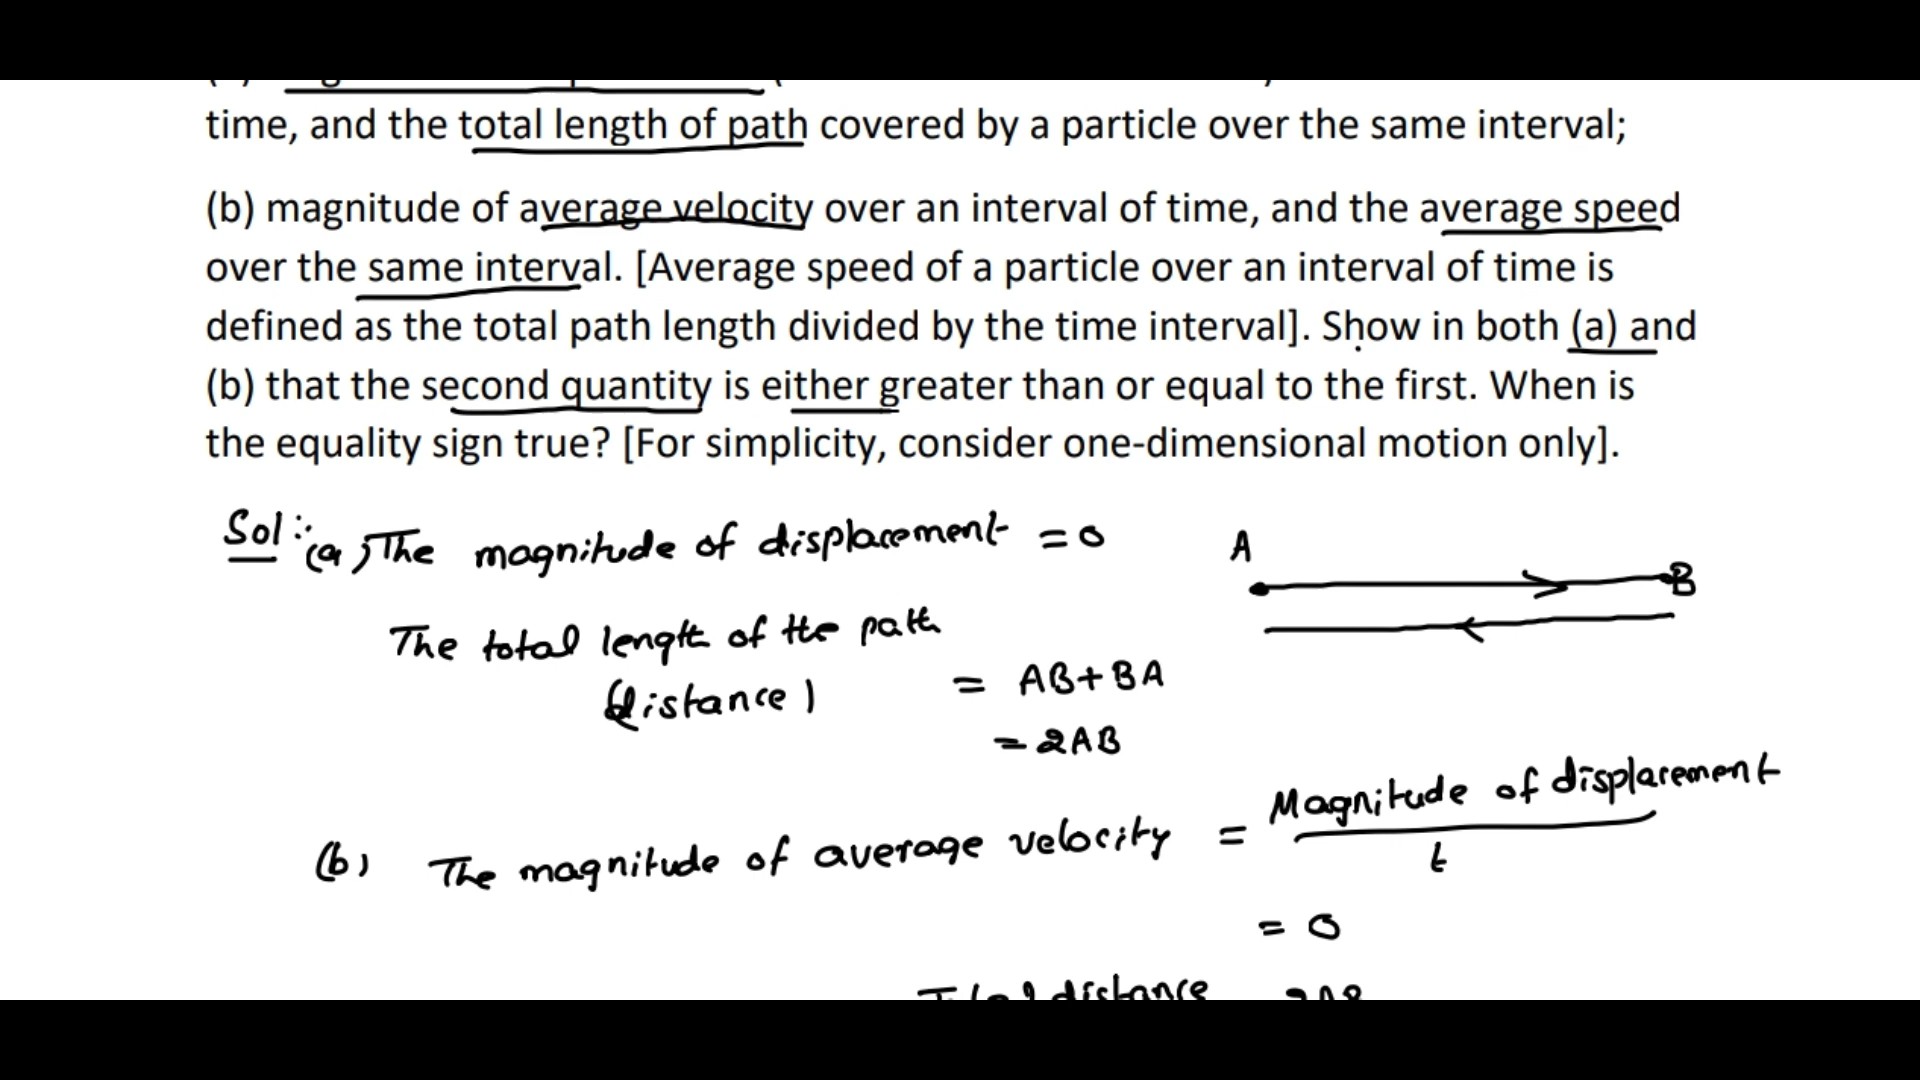 time, and the total length of path covered by a particle over the same interval;
(b) magnitude of average velocity over an interval of time, and the average speed
over the same interval. [Average speed of a particle over an interval of time is
defined as the total path length divided by the time interval]. Show in both (a) and
(b) that the second quantity is either greater than or equal to the first. When is
the equality sign true? [For simplicity, consider one-dimensional motion only].
Sol:- (a) The magnitude of displacement = 0
A
B
The total length of the path
(distance) = AB+BA
= 2AB
(b) The magnitude of average velocity = Magnitude of displacement
t
= 0
Total distance 2AB